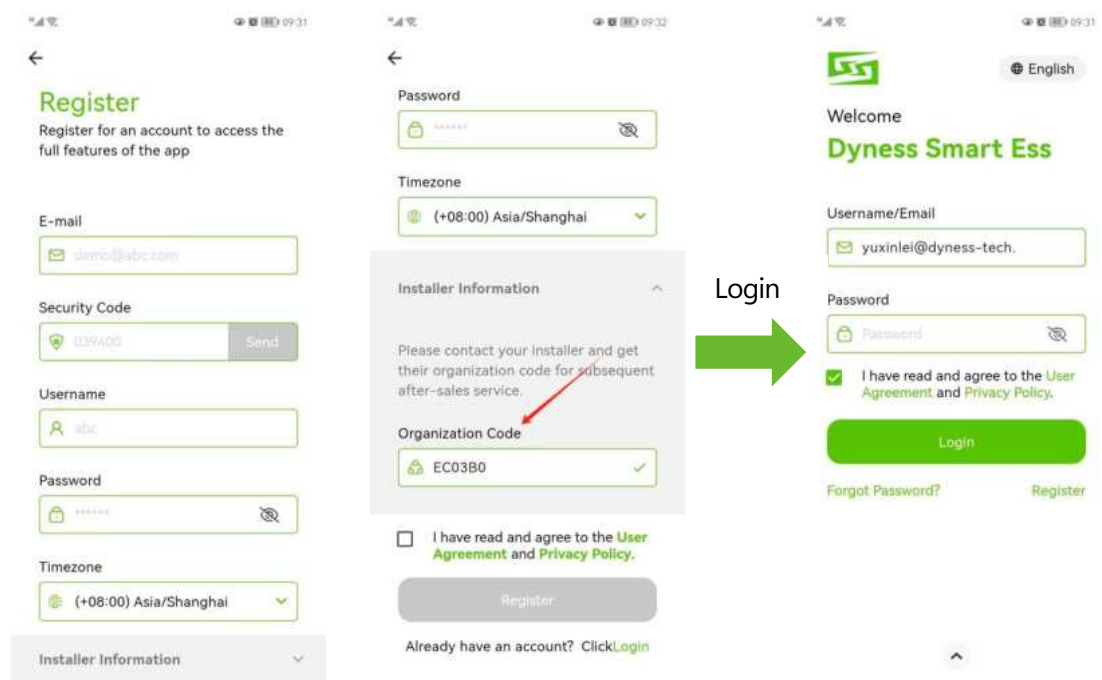 09:31
Register
Register for an account to access the
full features of the app
E-mail
demo@abc.com
Security Code
039400
Send
Username
abc
Password
******
Timezone
(+08:00) Asia/Shanghai
Installer Information
09:32
Password
******
Timezone
(+08:00) Asia/Shanghai
Installer Information
Please contact your installer and get
their organization code for subsequent
after-sales service.
Organization Code
EC03B0
I have read and agree to the User
Agreement and Privacy Policy.
Register
Already have an account? ClickLogin
Login
09:31
English
Welcome
Dyness Smart Ess
Username/Email
yuxinlei@dyness-tech.
Password
Password
I have read and agree to the User
Agreement and Privacy Policy.
Login
Forgot Password?
Register